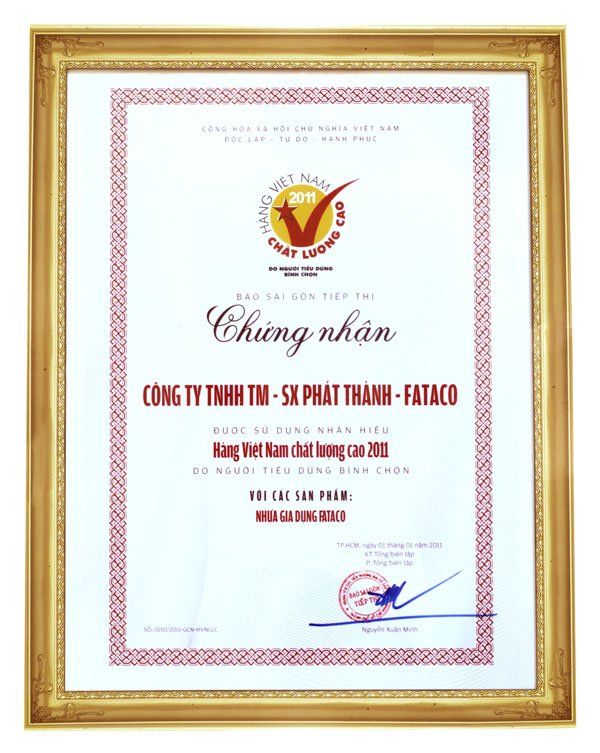 CỘNG HÒA XÃ HỘI CHỦ NGHĨA VIỆT NAM
ĐỘC LẬP - TỰ DO - HẠNH PHÚC
HÀNG VIỆT NAM
2011
CHẤT LƯỢNG CAO
DO NGƯỜI TIÊU DÙNG
BÌNH CHỌN
BÁO SÀI GÒN TIẾP THỊ
Chứng nhận
CÔNG TY TNHH TM - SX PHÁT THÀNH - FATACO
ĐƯỢC SỬ DỤNG NHÃN HIỆU
Hàng Việt Nam chất lượng cao 2011
DO NGƯỜI TIÊU DÙNG BÌNH CHỌN
VỚI CÁC SẢN PHẨM:
NHỰA GIA DỤNG FATACO
TP.HCM, ngày 01 tháng 01 năm 2011
KT.Tổng biên tập
P. Tổng biên tập
BÁO SÀI GÒN
TIẾP THỊ
SỐ: 0150/2011-GCN-HVNCLC
Nguyễn Xuân Minh